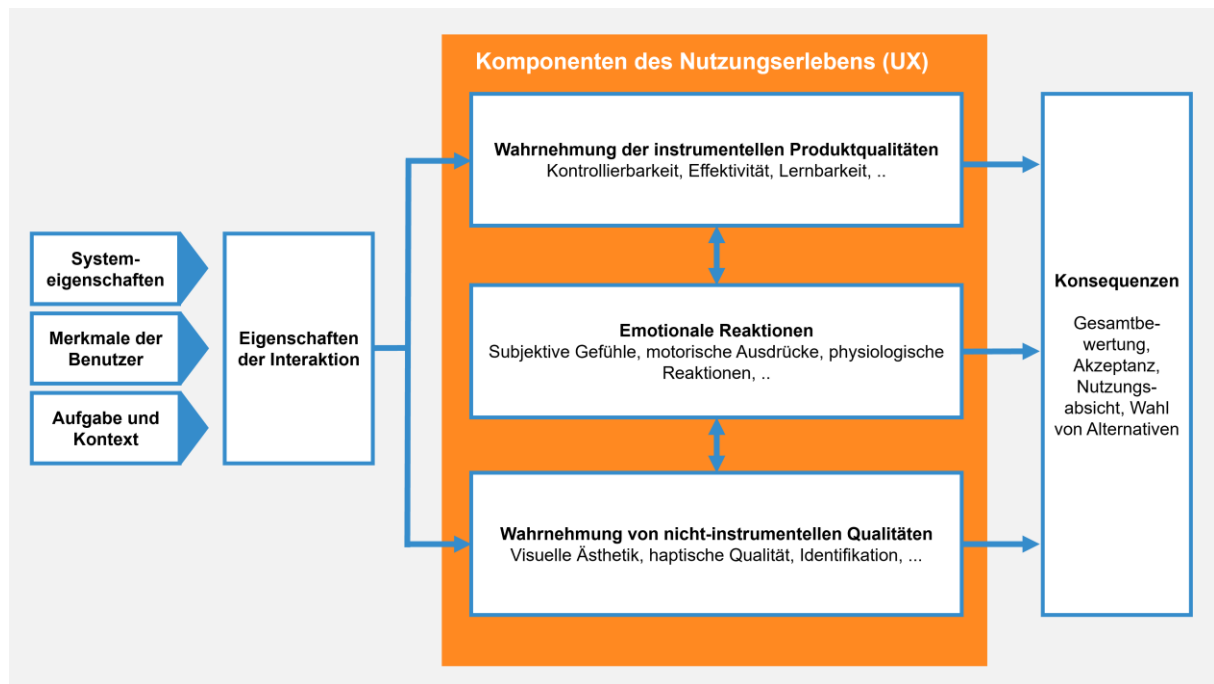 Komponenten des Nutzungserlebens (UX)
Wahrnehmung der instrumentellen Produktqualitäten
Kontrollierbarkeit, Effektivität, Lernbarkeit, ..
System-
eigenschaften
Merkmale der
Benutzer
Aufgabe und
Kontext
Eigenschaften
der Interaktion
Emotionale Reaktionen
Subjektive Gefühle, motorische Ausdrücke, physiologische
Reaktionen, ..
Wahrnehmung von nicht-instrumentellen Qualitäten
Visuelle Ästhetik, haptische Qualität, Identifikation, ...
Konsequenzen
Gesamtbe-
wertung,
Akzeptanz,
Nutzungs-
absicht, Wahl
von Alternativen